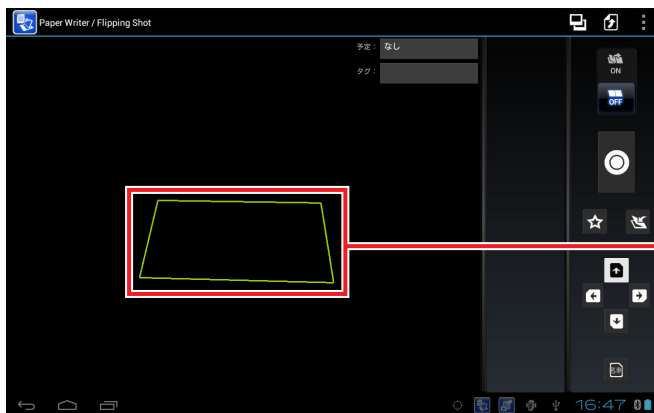 Paper Writer / Flipping Shot
予定： なし
タグ：
ON
OFF
16:47